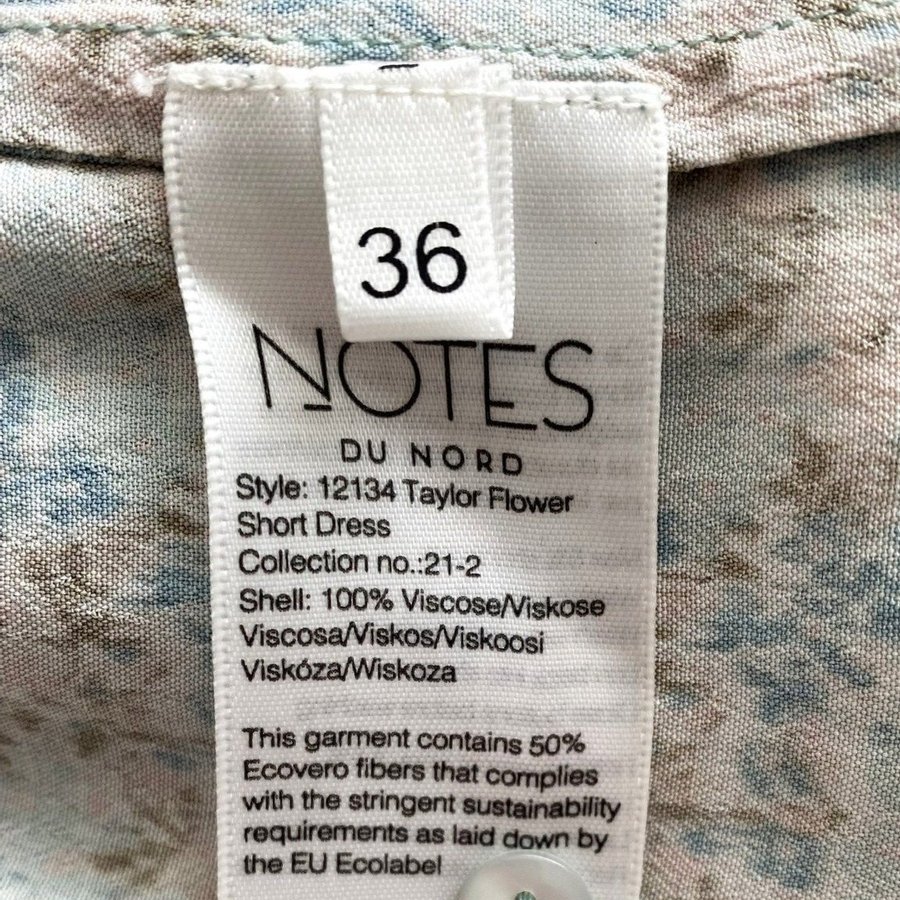 36
NOTES
DU NORD
Style: 12134 Taylor Flower
Short Dress
Collection no.:21-2
Shell: 100% Viscose/Viskose
Viscosa/Viskos/Viskoosi
Viskóza/Wiskoza
This garment contains 50%
Ecovero fibers that complies
with the stringent sustainability
requirements as laid down by
the EU Ecolabel